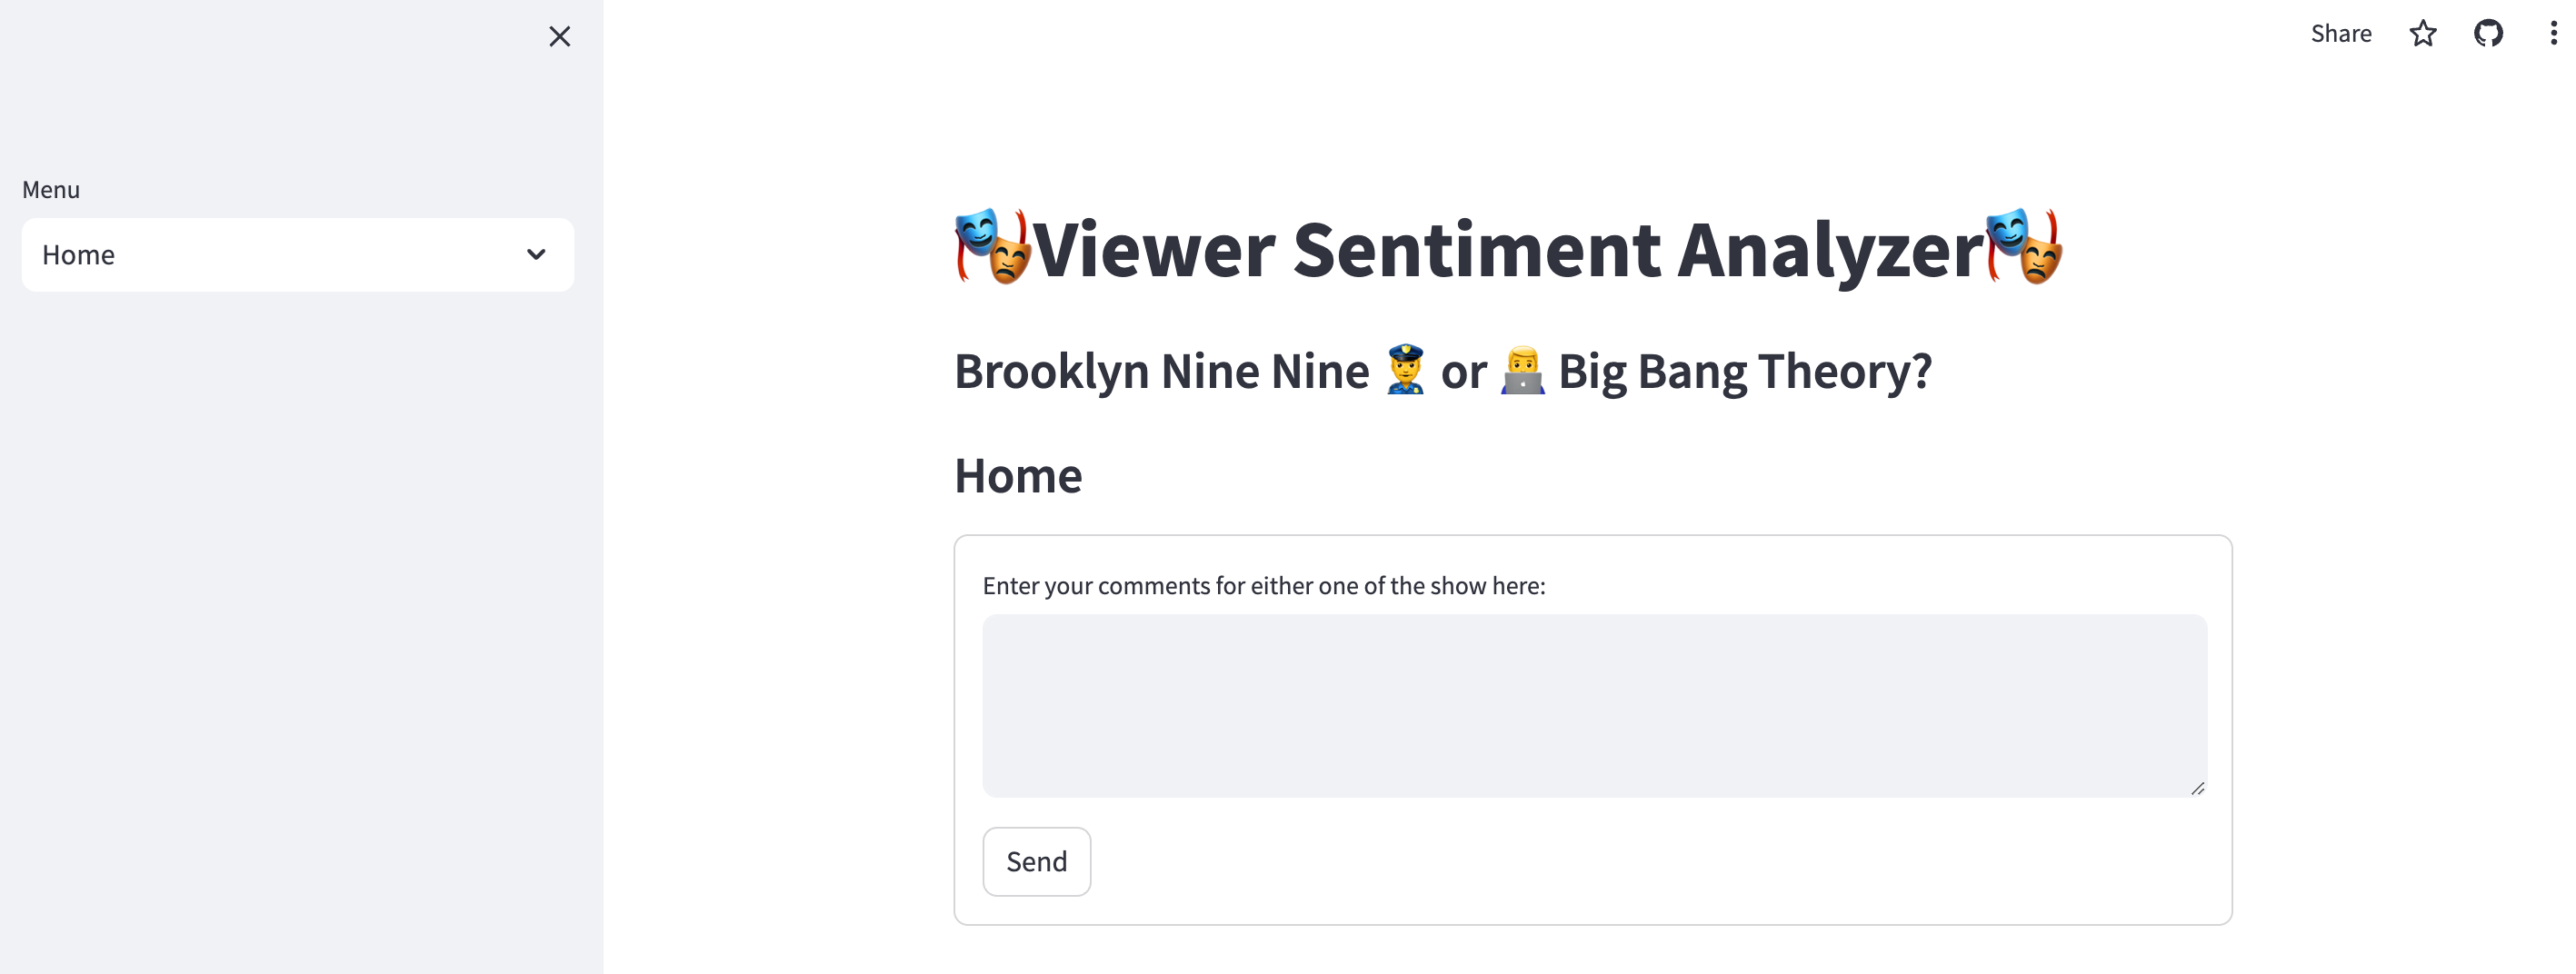 Share
Menu
Home
🎭Viewer Sentiment Analyzer🎭
Brooklyn Nine Nine 👮 or 👨‍💻 Big Bang Theory?
Home
Enter your comments for either one of the show here:
Send